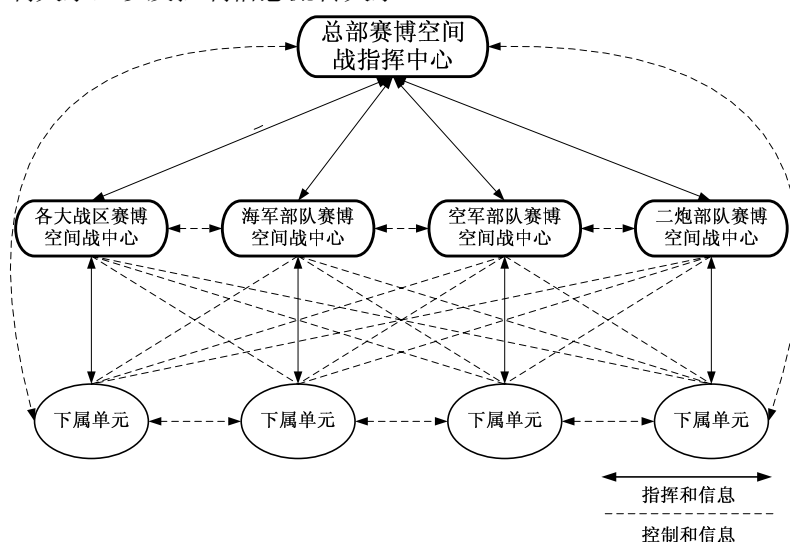 总部赛博空间
战指挥中心
各大战区赛博
空间战中心
海军部队赛博
空间战中心
空军部队赛博
空间战中心
二炮部队赛博
空间战中心
下属单元
下属单元
下属单元
下属单元
指挥和信息
控制和信息